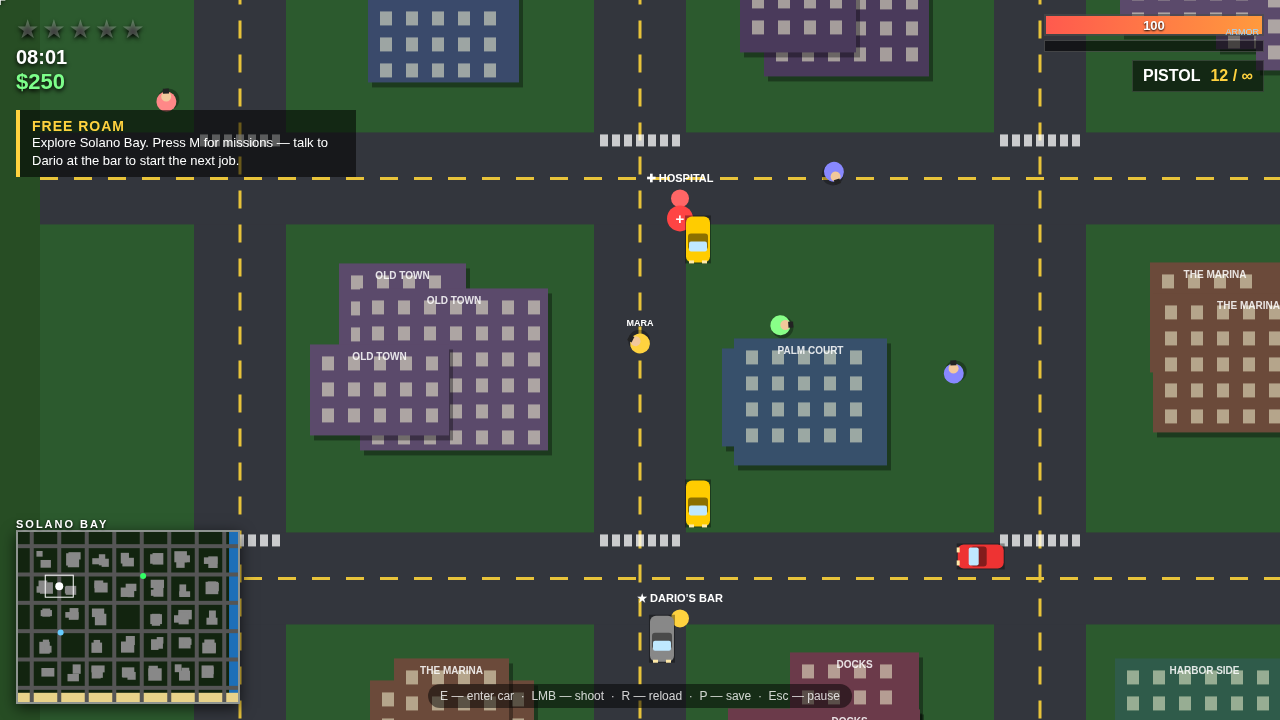 08:01
$250
FREE ROAM
Explore Solano Bay. Press M for missions — talk to
Dario at the bar to start the next job.
100
ARMOR
PISTOL 12 / ∞
✚ HOSPITAL
+
OLD TOWN
OLD TOWN
OLD TOWN
MARA
PALM COURT
THE MARINA
THE MARINA
SOLANO BAY
★ DARIO'S BAR
THE MARINA
DOCKS
DOCKS
HARBOR SIDE
E — enter car · LMB — shoot · R — reload · P — save · Esc — pause